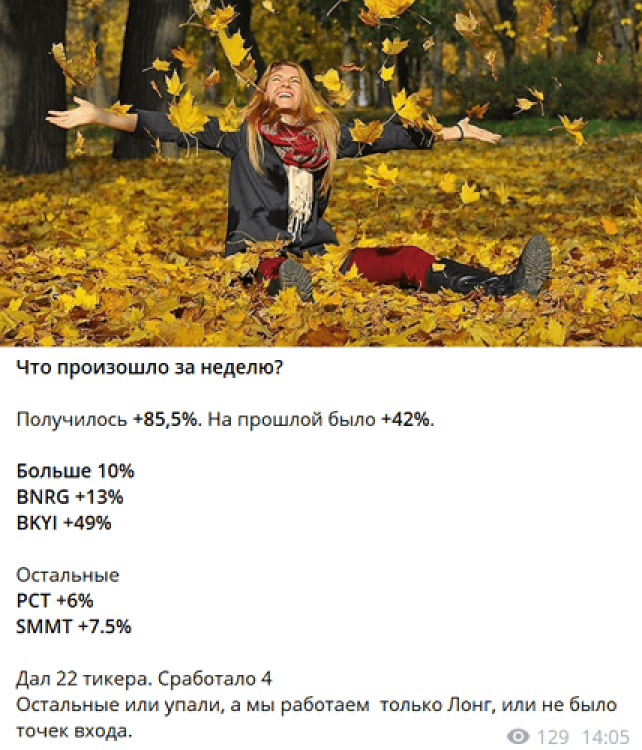 Что произошло за неделю?
Получилось +85,5%. На прошлой было +42%.
Больше 10%
BNRG +13%
BKYI +49%
Остальные
PCT +6%
SMMT +7.5%
Дал 22 тикера. Сработало 4
Остальные или упали, а мы работаем  только Лонг, или не было
точек входа.
129 14:05